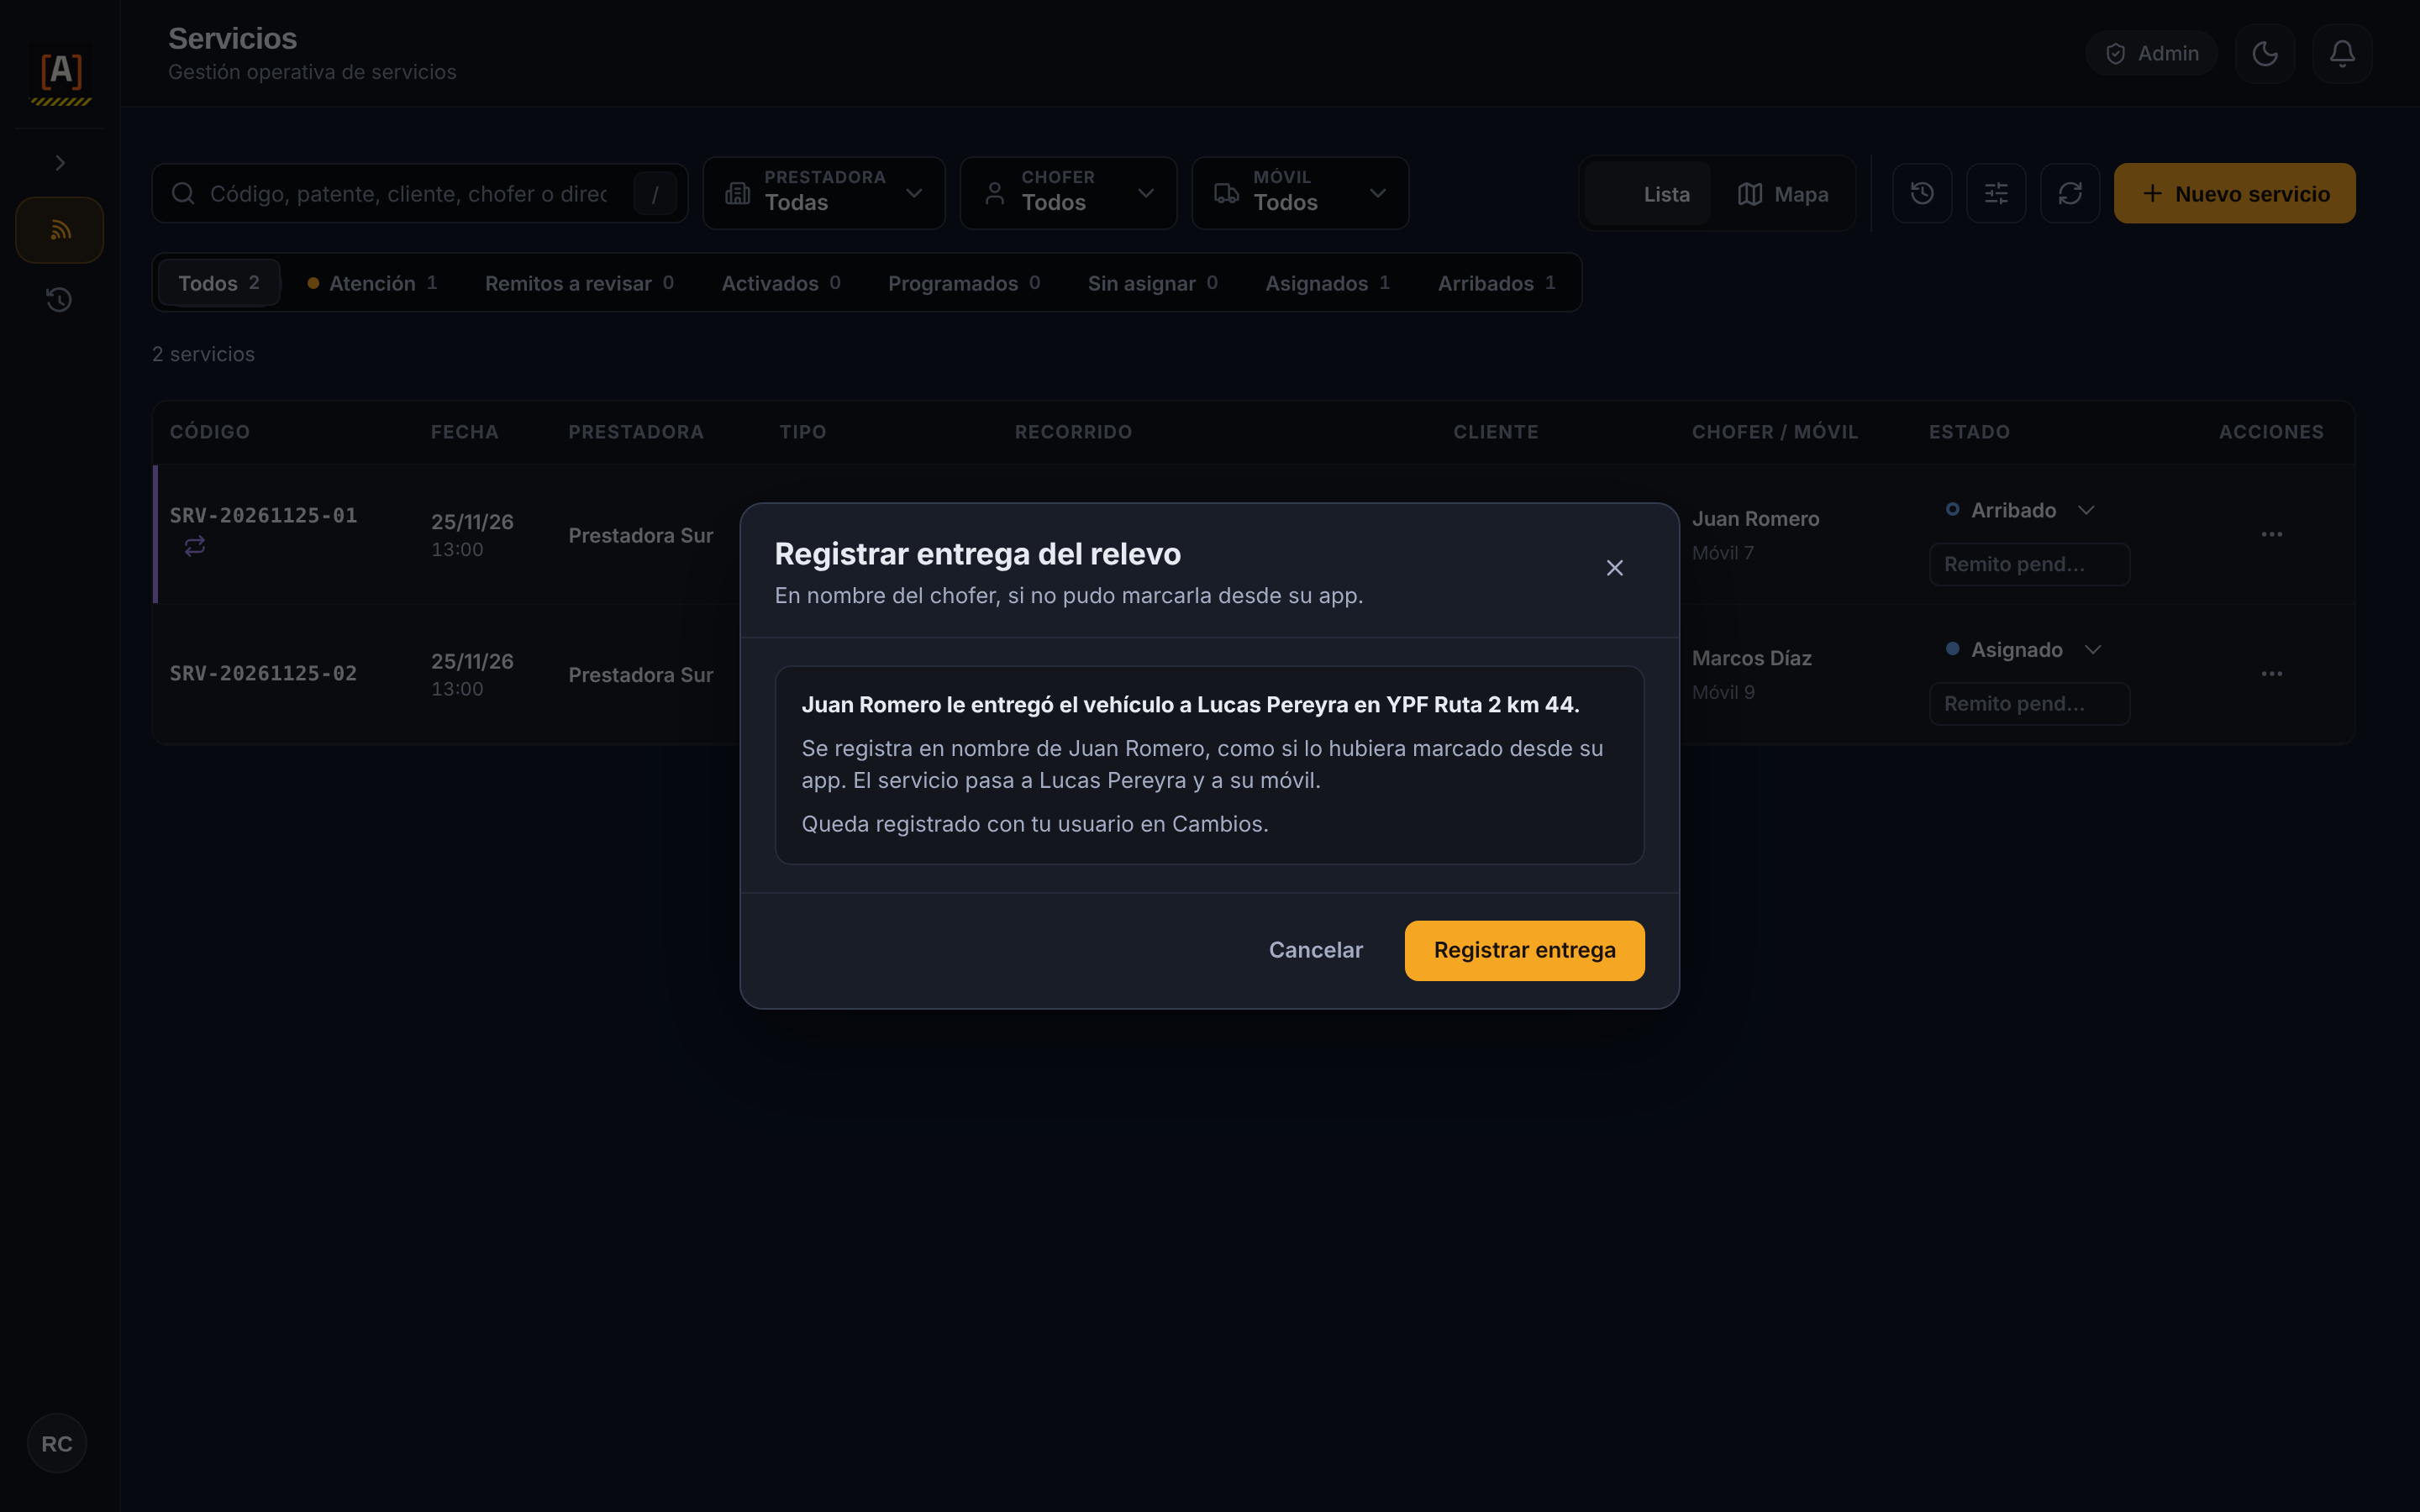 [A]
Servicios
Gestión operativa de servicios
Admin
Código, patente, cliente, chofer o direc
/
PRESTADORA
Todas
CHOFER
Todos
MÓVIL
Todos
Lista
Mapa
Nuevo servicio
Todos 2
Atención 1
Remitos a revisar 0
Activados 0
Programados 0
Sin asignar 0
Asignados 1
Arribados 1
2 servicios
CÓDIGO FECHA PRESTADORA TIPO RECORRIDO CLIENTE CHOFER / MÓVIL ESTADO ACCIONES
SRV-20261125-01
25/11/26
13:00
Prestadora Sur
Juan Romero
Móvil 7
Arribado
Remito pend...
SRV-20261125-02
25/11/26
13:00
Prestadora Sur
Marcos Díaz
Móvil 9
Asignado
Remito pend...
Registrar entrega del relevo
En nombre del chofer, si no pudo marcarla desde su app.
Juan Romero le entregó el vehículo a Lucas Pereyra en YPF Ruta 2 km 44.
Se registra en nombre de Juan Romero, como si lo hubiera marcado desde su
app. El servicio pasa a Lucas Pereyra y a su móvil.
Queda registrado con tu usuario en Cambios.
Cancelar
Registrar entrega
RC